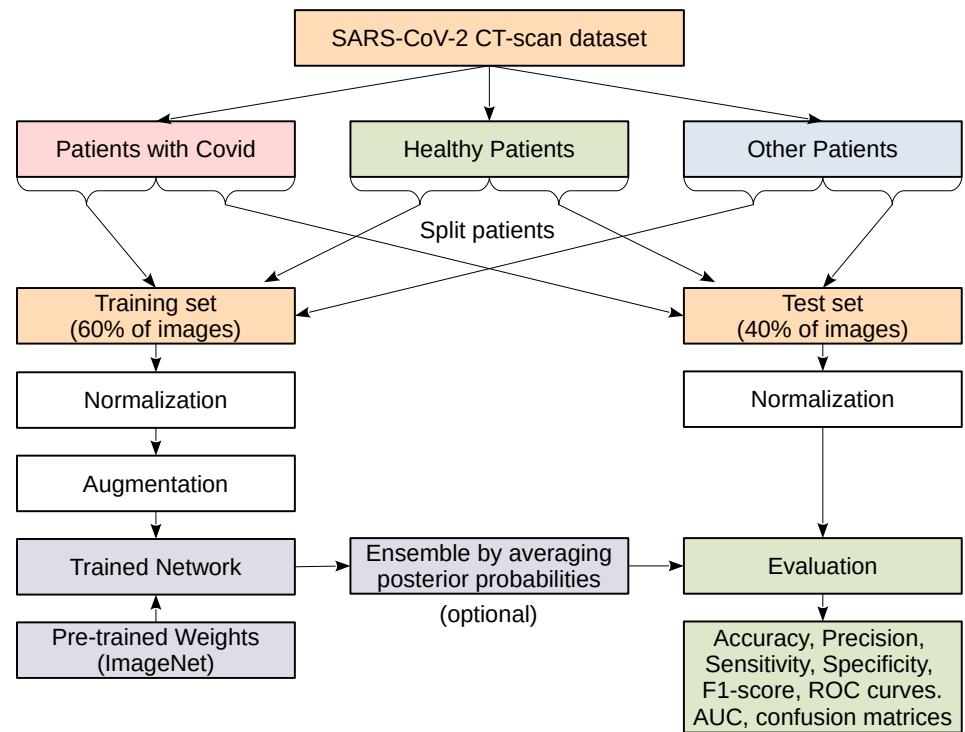 SARS-CoV-2 CT-scan dataset
Patients with Covid
Healthy Patients
Other Patients
Split patients
Training set
(60% of images)
Test set
(40% of images)
Normalization
Normalization
Augmentation
Trained Network
Ensemble by averaging
posterior probabilities
(optional)
Evaluation
Pre-trained Weights
(ImageNet)
Accuracy, Precision,
Sensitivity, Specificity,
F1-score, ROC curves.
AUC, confusion matrices